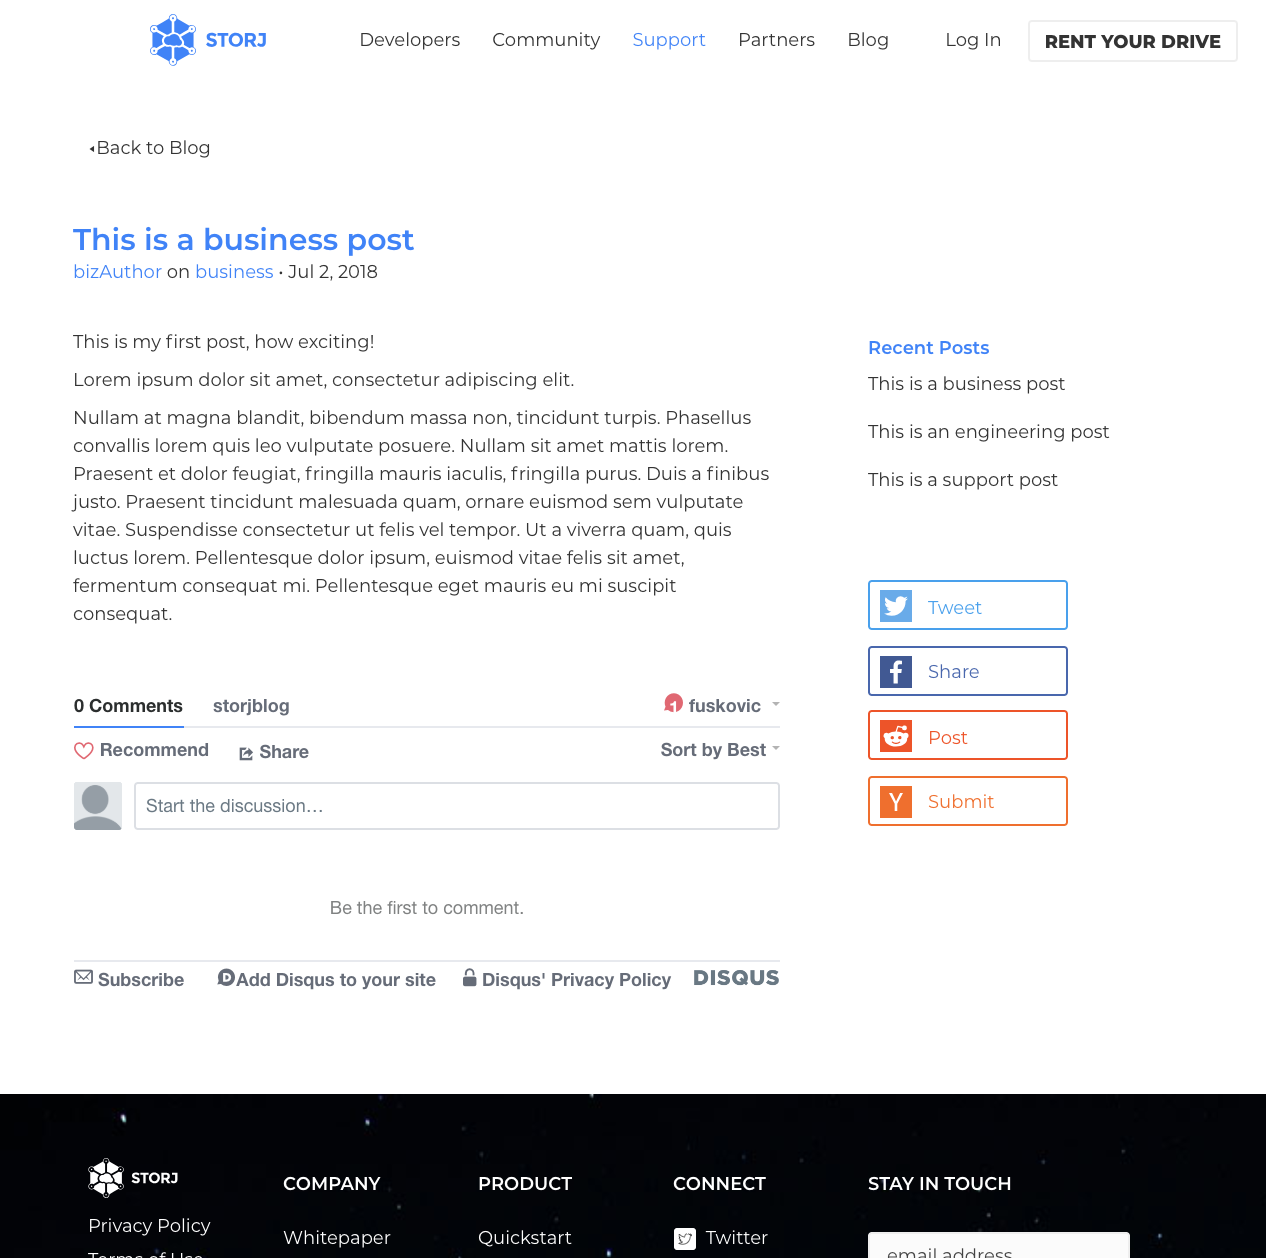 STORJ
Developers Community Support Partners Blog Log In RENT YOUR DRIVE
Back to Blog
This is a business post
bizAuthor on business • Jul 2, 2018
This is my first post, how exciting!
Lorem ipsum dolor sit amet, consectetur adipiscing elit.
Nullam at magna blandit, bibendum massa non, tincidunt turpis. Phasellus
convallis lorem quis leo vulputate posuere. Nullam sit amet mattis lorem.
Praesent et dolor feugiat, fringilla mauris iaculis, fringilla purus. Duis a finibus
justo. Praesent tincidunt malesuada quam, ornare euismod sem vulputate
vitae. Suspendisse consectetur ut felis vel tempor. Ut a viverra quam, quis
luctus lorem. Pellentesque dolor ipsum, euismod vitae felis sit amet,
fermentum consequat mi. Pellentesque eget mauris eu mi suscipit
consequat.
Recent Posts
This is a business post
This is an engineering post
This is a support post
Tweet
Share
Post
Submit
0 Comments storjblog 1 fuskovic
Recommend Share Sort by Best
Start the discussion...
Be the first to comment.
Subscribe Add Disqus to your site Disqus' Privacy Policy DISQUS
STORJ
Privacy Policy
Terms of Use
COMPANY
Whitepaper
PRODUCT
Quickstart
CONNECT
Twitter
STAY IN TOUCH
email address